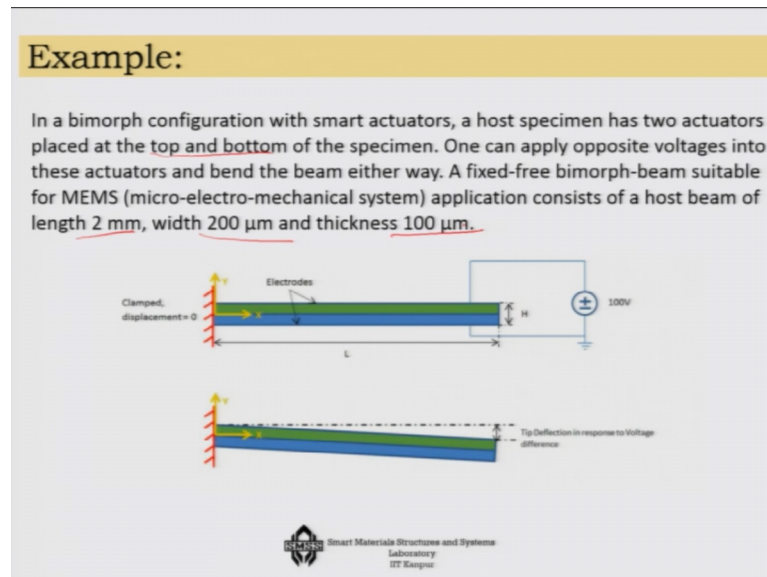 Example:
In a bimorph configuration with smart actuators, a host specimen has two actuators
placed at the top and bottom of the specimen. One can apply opposite voltages into
these actuators and bend the beam either way. A fixed-free bimorph-beam suitable
for MEMS (micro-electro-mechanical system) application consists of a host beam of
length 2 mm, width 200 μm and thickness 100 μm.
Y
Electrodes
Clamped,
displacement= 0
X
H
100V
L
Y
X
Tip Deflection in response to Voltage
difference
SMSS
Smart Materials Structures and Systems
Laboratory
IIT Kanpur